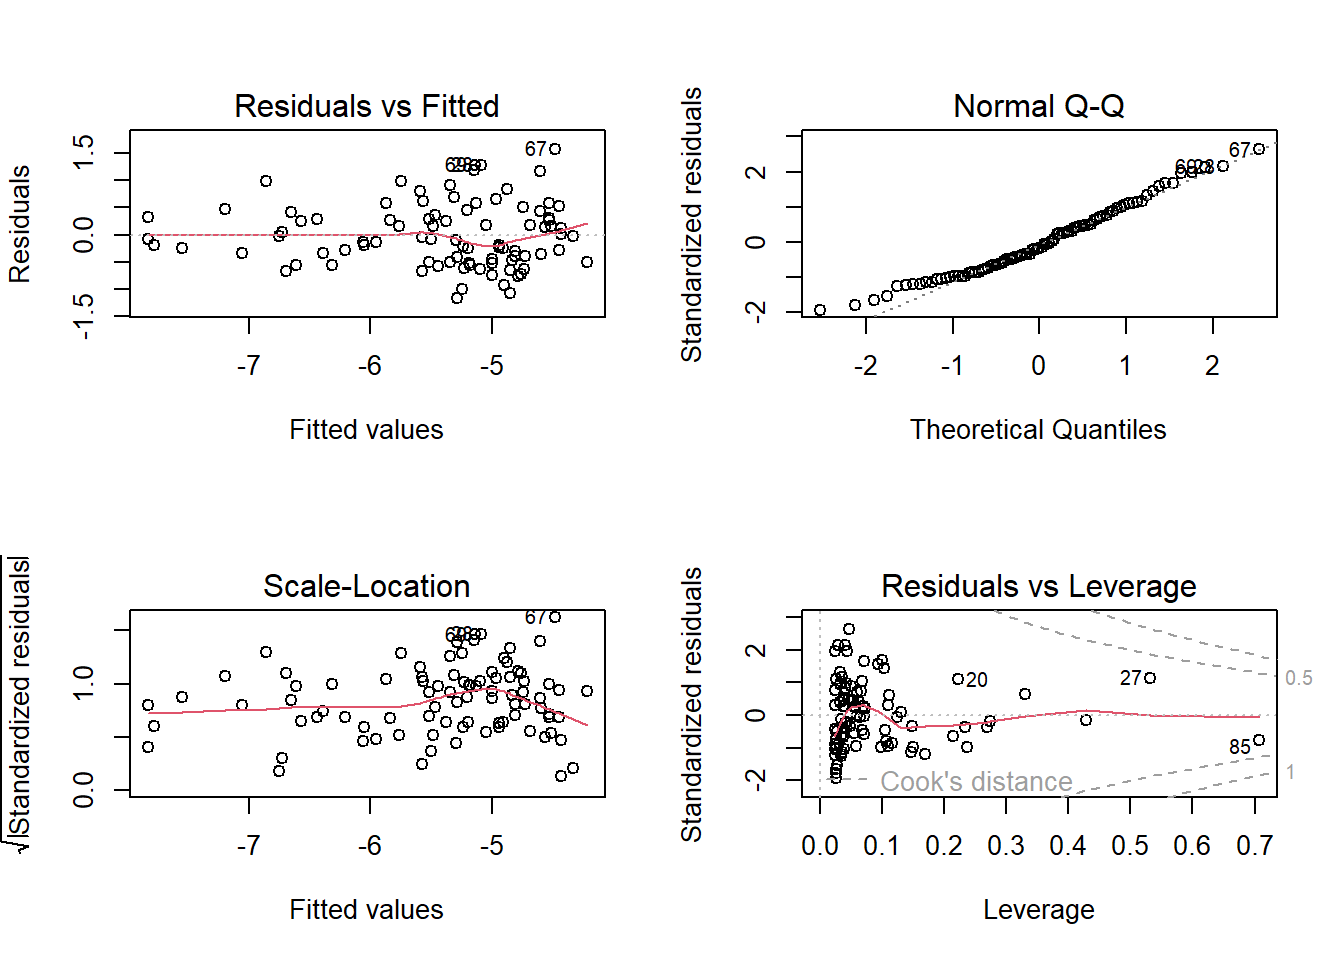 Residuals vs Fitted
Residuals
1.5
0.0
-1.5
67
-7 -6 -5
Fitted values
Normal Q-Q
Standardized residuals
2
0
-2
67
-2 -1 0 1 2
Theoretical Quantiles
Scale-Location
√|Standardized residuals|
1.0
0.0
67
-7 -6 -5
Fitted values
Residuals vs Leverage
Standardized residuals
2
0
-2
20
27
85
0.5
1
Cook's distance
0.0 0.1 0.2 0.3 0.4 0.5 0.6 0.7
Leverage